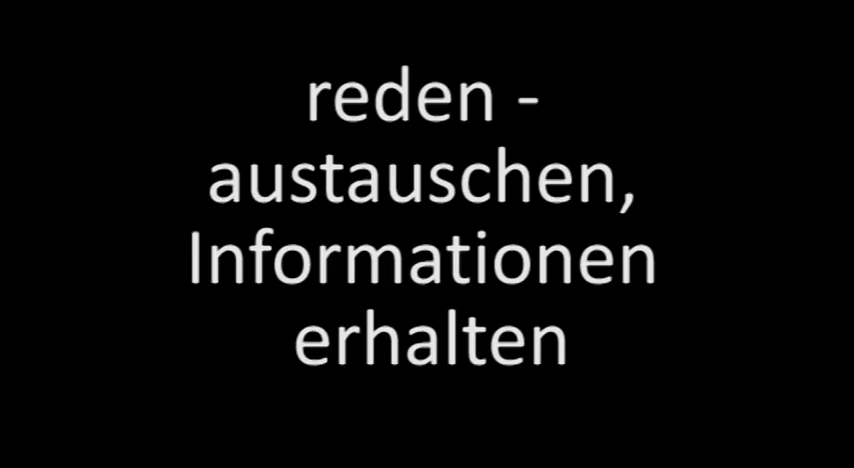 reden -
austauschen,
Informationen
erhalten